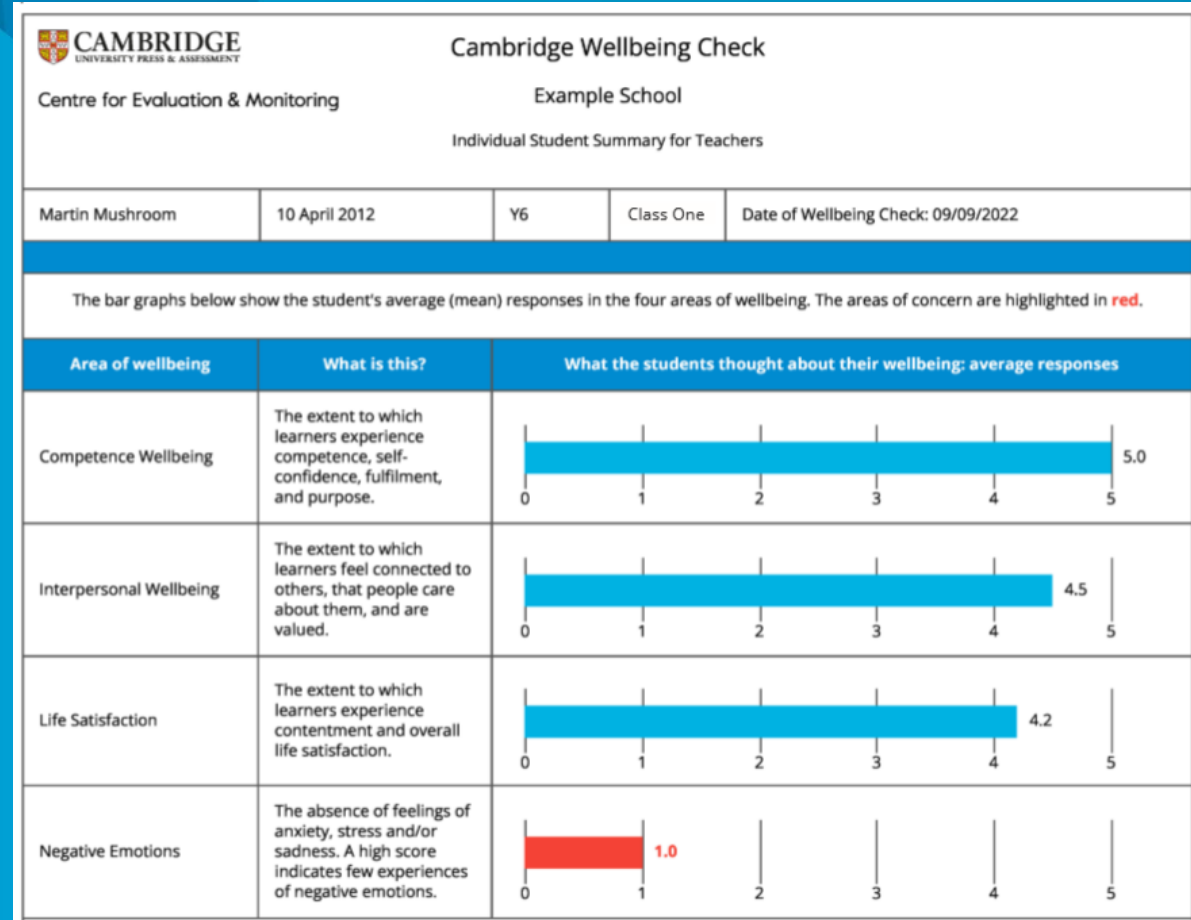 CAMBRIDGE
UNIVERSITY PRESS & ASSESSMENT
Cambridge Wellbeing Check
Centre for Evaluation & Monitoring
Example School
Individual Student Summary for Teachers
Martin Mushroom
10 April 2012
Y6
Class One
Date of Wellbeing Check: 09/09/2022
The bar graphs below show the student's average (mean) responses in the four areas of wellbeing. The areas of concern are highlighted in red.
Area of wellbeing
What is this?
What the students thought about their wellbeing: average responses
Competence Wellbeing
The extent to which
learners experience
competence, self-
confidence, fulfilment,
and purpose.
5.0
0 1 2 3 4 5
Interpersonal Wellbeing
The extent to which
learners feel connected to
others, that people care
about them, and are
valued.
4.5
0 1 2 3 4 5
Life Satisfaction
The extent to which
learners experience
contentment and overall
life satisfaction.
4.2
0 1 2 3 4 5
Negative Emotions
The absence of feelings of
anxiety, stress and/or
sadness. A high score
indicates few experiences
of negative emotions.
1.0
0 1 2 3 4 5